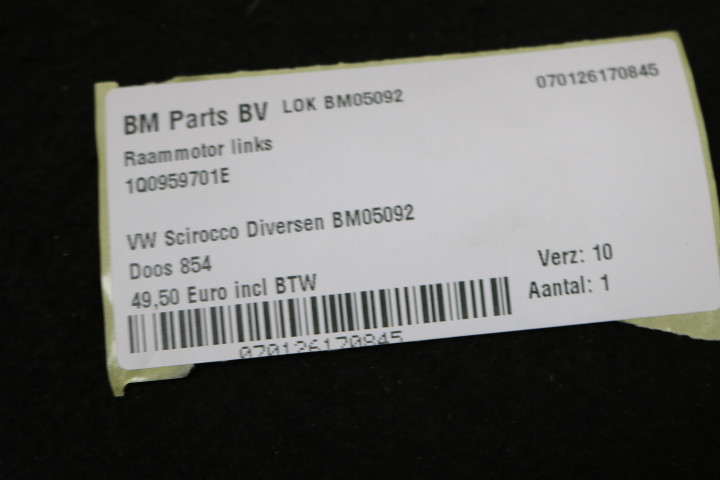 BM Parts BV LOK BM05092 070126170845
Raammotor links
1Q0959701E
VW Scirocco Diversen BM05092
Doos 854 Verz: 10
49,50 Euro incl BTW Aantal: 1
070126170845